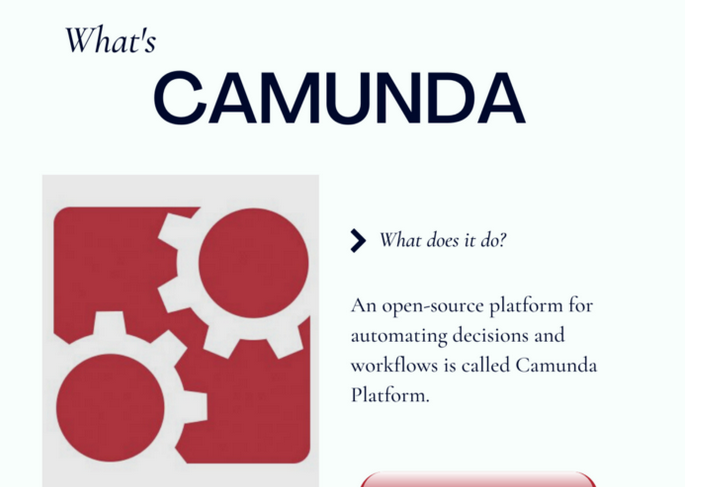 What's
CAMUNDA
What does it do?
An open-source platform for
automating decisions and
workflows is called Camunda
Platform.